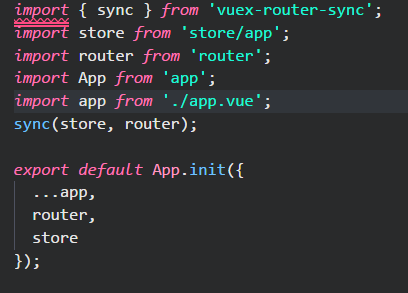 import { sync } from 'vuex-router-sync';
import store from 'store/app';
import router from 'router';
import App from 'app';
import app from './app.vue';
sync(store, router);
export default App.init({
...app,
router,
store
});